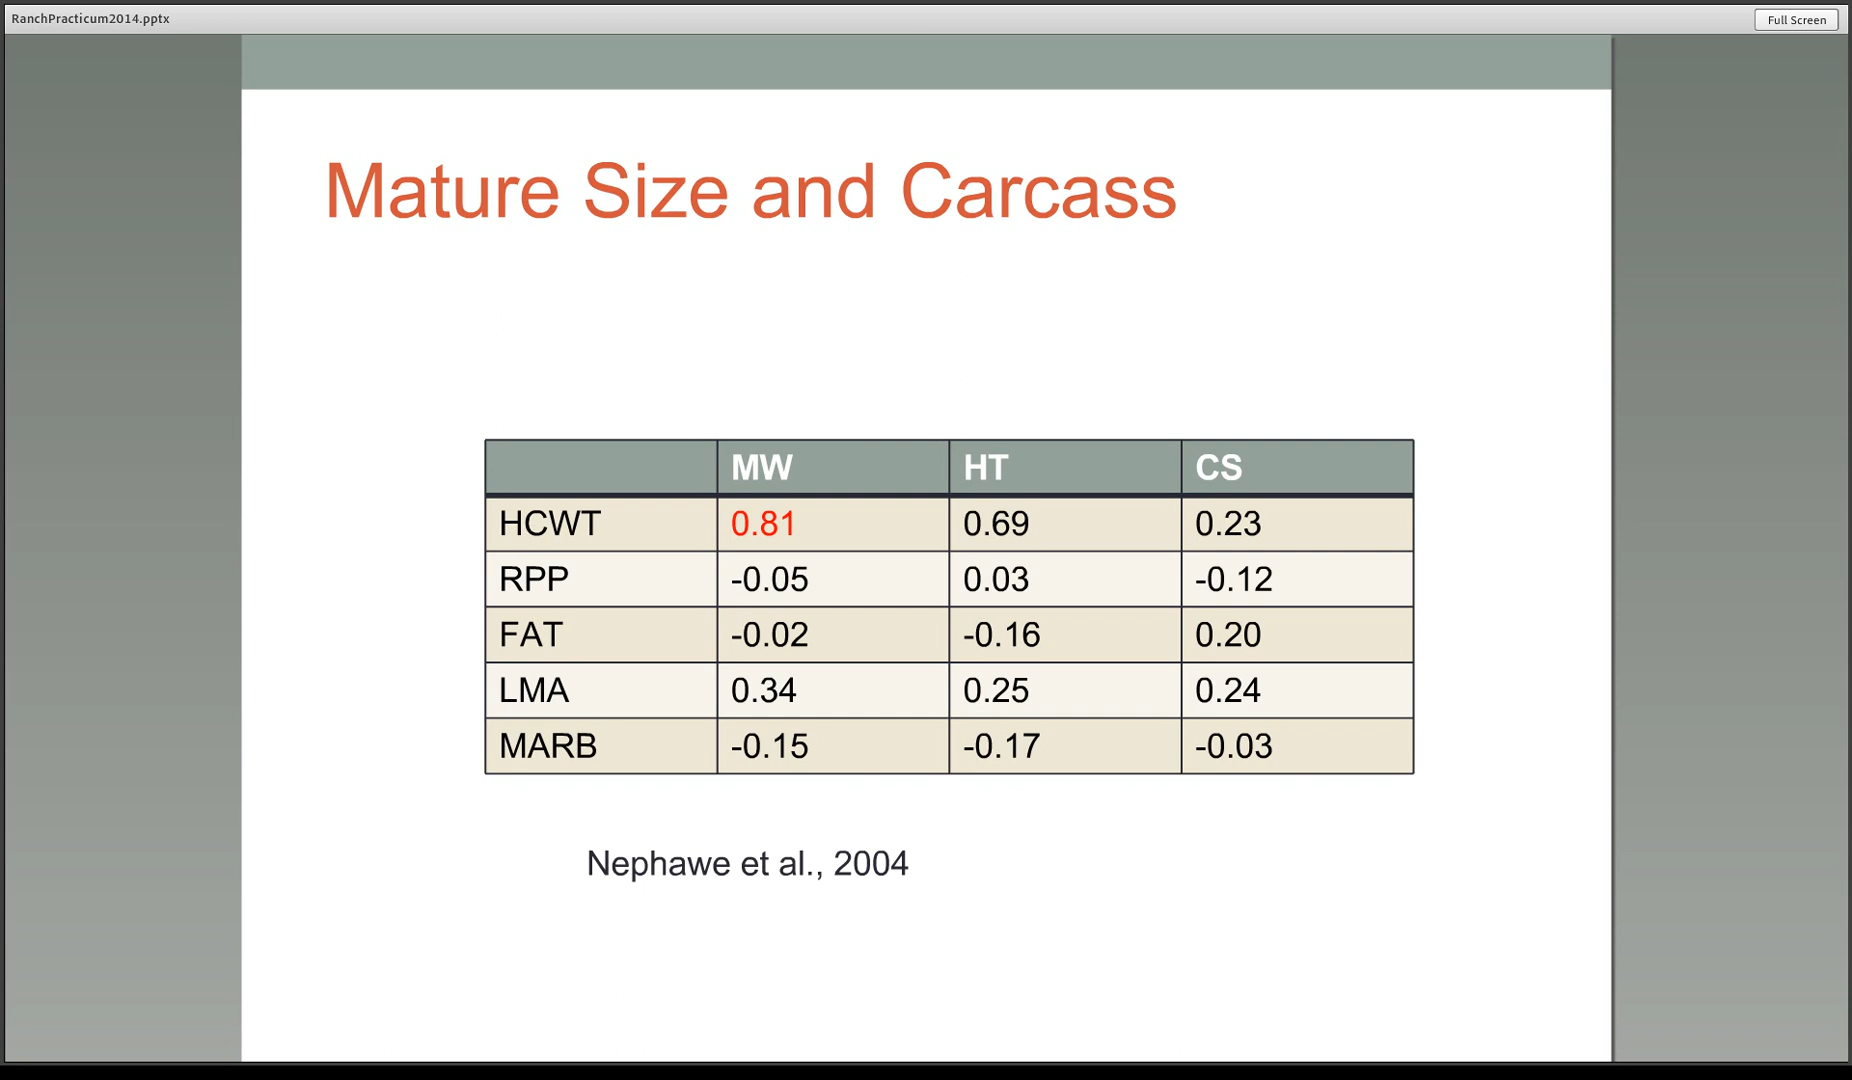 RanchPracticum2014.pptx
Full Screen
Mature Size and Carcass
MW HT CS
HCWT 0.81 0.69 0.23
RPP -0.05 0.03 -0.12
FAT -0.02 -0.16 0.20
LMA 0.34 0.25 0.24
MARB -0.15 -0.17 -0.03
Nephawe et al., 2004